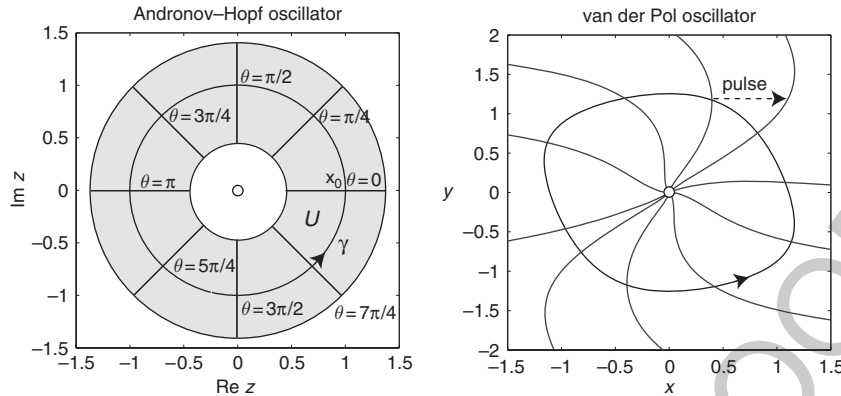 Andronov–Hopf oscillator
1.5
1
0.5
0
−0.5
−1
−1.5
−1.5 −1 −0.5 0 0.5 1 1.5
Im z
Re z
θ=π/2
θ=3π/4
θ=π/4
θ=π
x0 θ=0
U
γ
θ=5π/4
θ=3π/2
θ=7π/4
van der Pol oscillator
2
1.5
1
0.5
0
−0.5
−1
−1.5
−2
−1.5 −1 −0.5 0 0.5 1 1.5
y
x
pulse